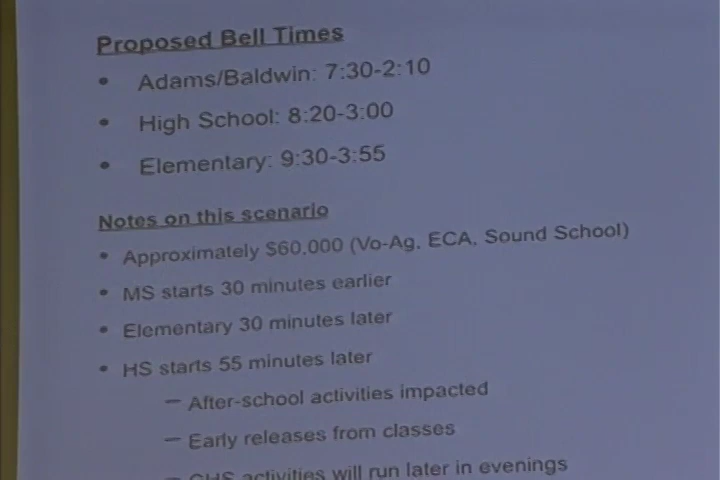 Proposed Bell Times
• Adams/Baldwin: 7:30-2:10
• High School: 8:20-3:00
• Elementary: 9:30-3:55
Notes on this scenario
• Approximately $60,000 (Vo-Ag, ECA, Sound School)
• MS starts 30 minutes earlier
• Elementary 30 minutes later
• HS starts 55 minutes later
– After-school activities impacted
– Early releases from classes
– GHS activities will run later in evenings